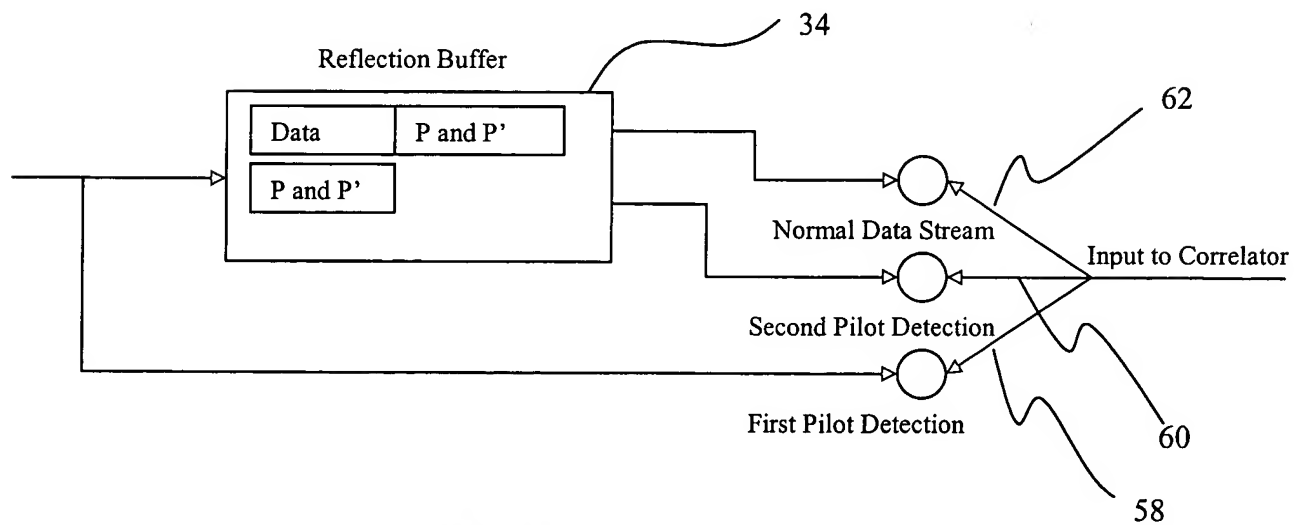 34
Reflection Buffer
62
Data
P and P’
P and P’
Normal Data Stream
Input to Correlator
Second Pilot Detection
First Pilot Detection
60
58